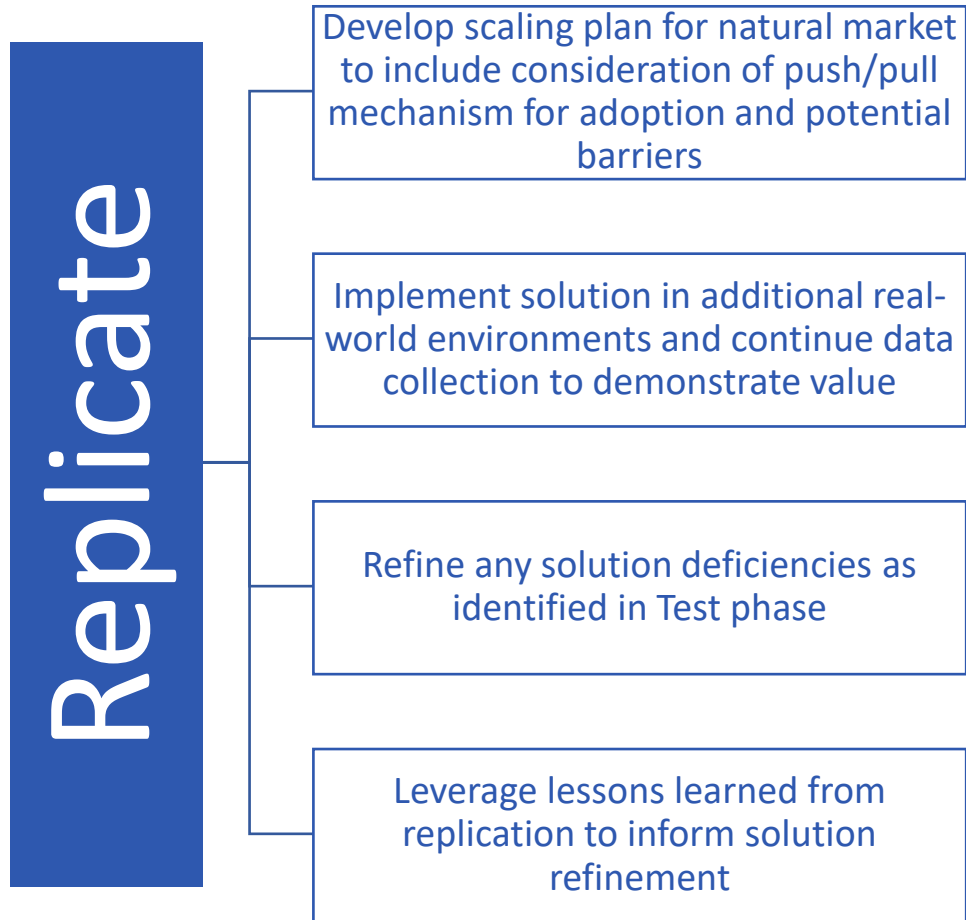 Replicate
Develop scaling plan for natural market
to include consideration of push/pull
mechanism for adoption and potential
barriers
Implement solution in additional real-
world environments and continue data
collection to demonstrate value
Refine any solution deficiencies as
identified in Test phase
Leverage lessons learned from
replication to inform solution
refinement